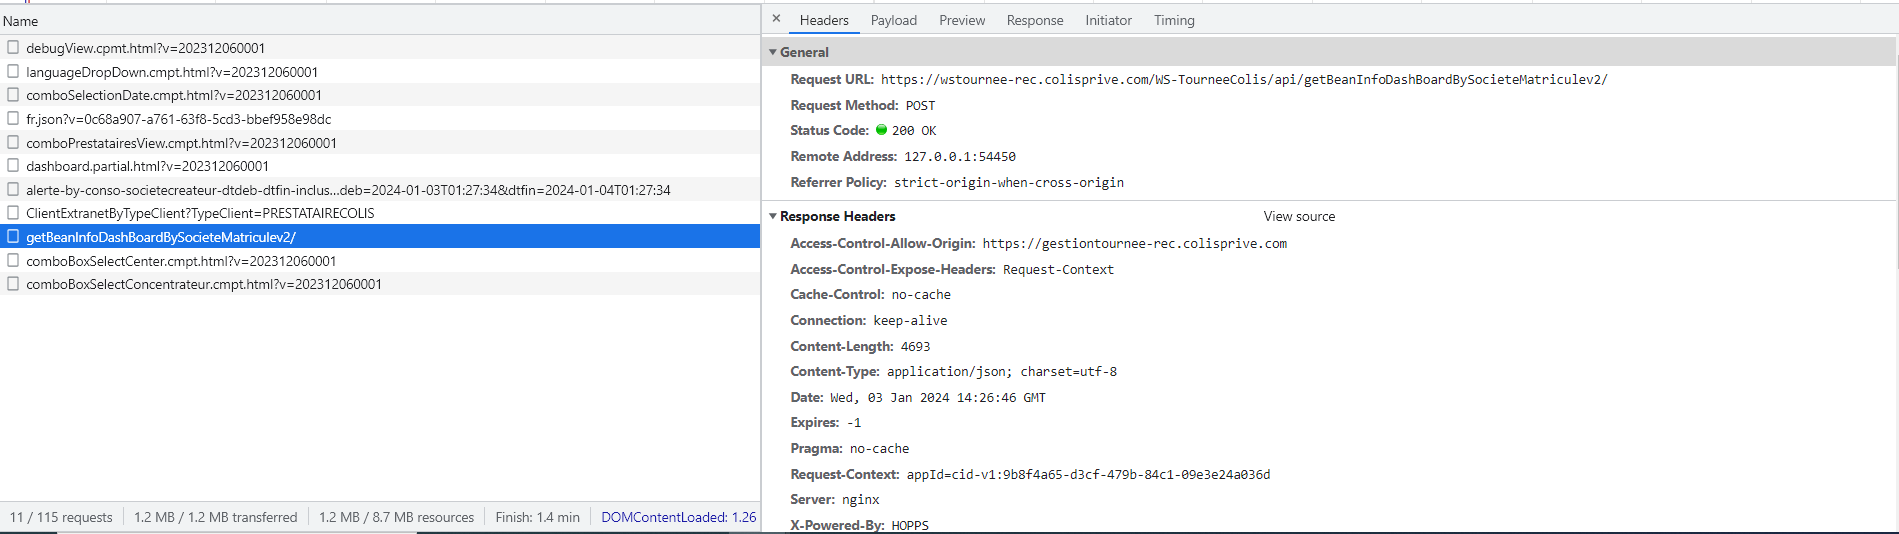 Name
debugView.cpmt.html?v=202312060001
languageDropDown.cmpt.html?v=202312060001
comboSelectionDate.cmpt.html?v=202312060001
fr.json?v=0c68a907-a761-63f8-5cd3-bbef958e98dc
comboPrestatairesView.cmpt.html?v=202312060001
dashboard.partial.html?v=202312060001
alerte-by-conso-societecreateur-dtdeb-dtfin-inclus...deb=2024-01-03T01:27:34&dtfin=2024-01-04T01:27:34
ClientExtranetByTypeClient?TypeClient=PRESTATAIRECOLIS
getBeanInfoDashBoardBySocieteMatriculev2/
comboBoxSelectCenter.cmpt.html?v=202312060001
comboBoxSelectConcentrateur.cmpt.html?v=202312060001
11 / 115 requests 1.2 MB / 1.2 MB transferred 1.2 MB / 8.7 MB resources Finish: 1.4 min DOMContentLoaded: 1.26
× Headers Payload Preview Response Initiator Timing
▼ General
Request URL: https://wstournee-rec.colisprive.com/WS-TourneeColis/api/getBeanInfoDashBoardBySocieteMatriculev2/
Request Method: POST
Status Code: 200 OK
Remote Address: 127.0.0.1:54450
Referrer Policy: strict-origin-when-cross-origin
▼ Response Headers View source
Access-Control-Allow-Origin: https://gestiontournee-rec.colisprive.com
Access-Control-Expose-Headers: Request-Context
Cache-Control: no-cache
Connection: keep-alive
Content-Length: 4693
Content-Type: application/json; charset=utf-8
Date: Wed, 03 Jan 2024 14:26:46 GMT
Expires: -1
Pragma: no-cache
Request-Context: appId=cid-v1:9b8f4a65-d3cf-479b-84c1-09e3e24a036d
Server: nginx
X-Powered-By: HOPPS